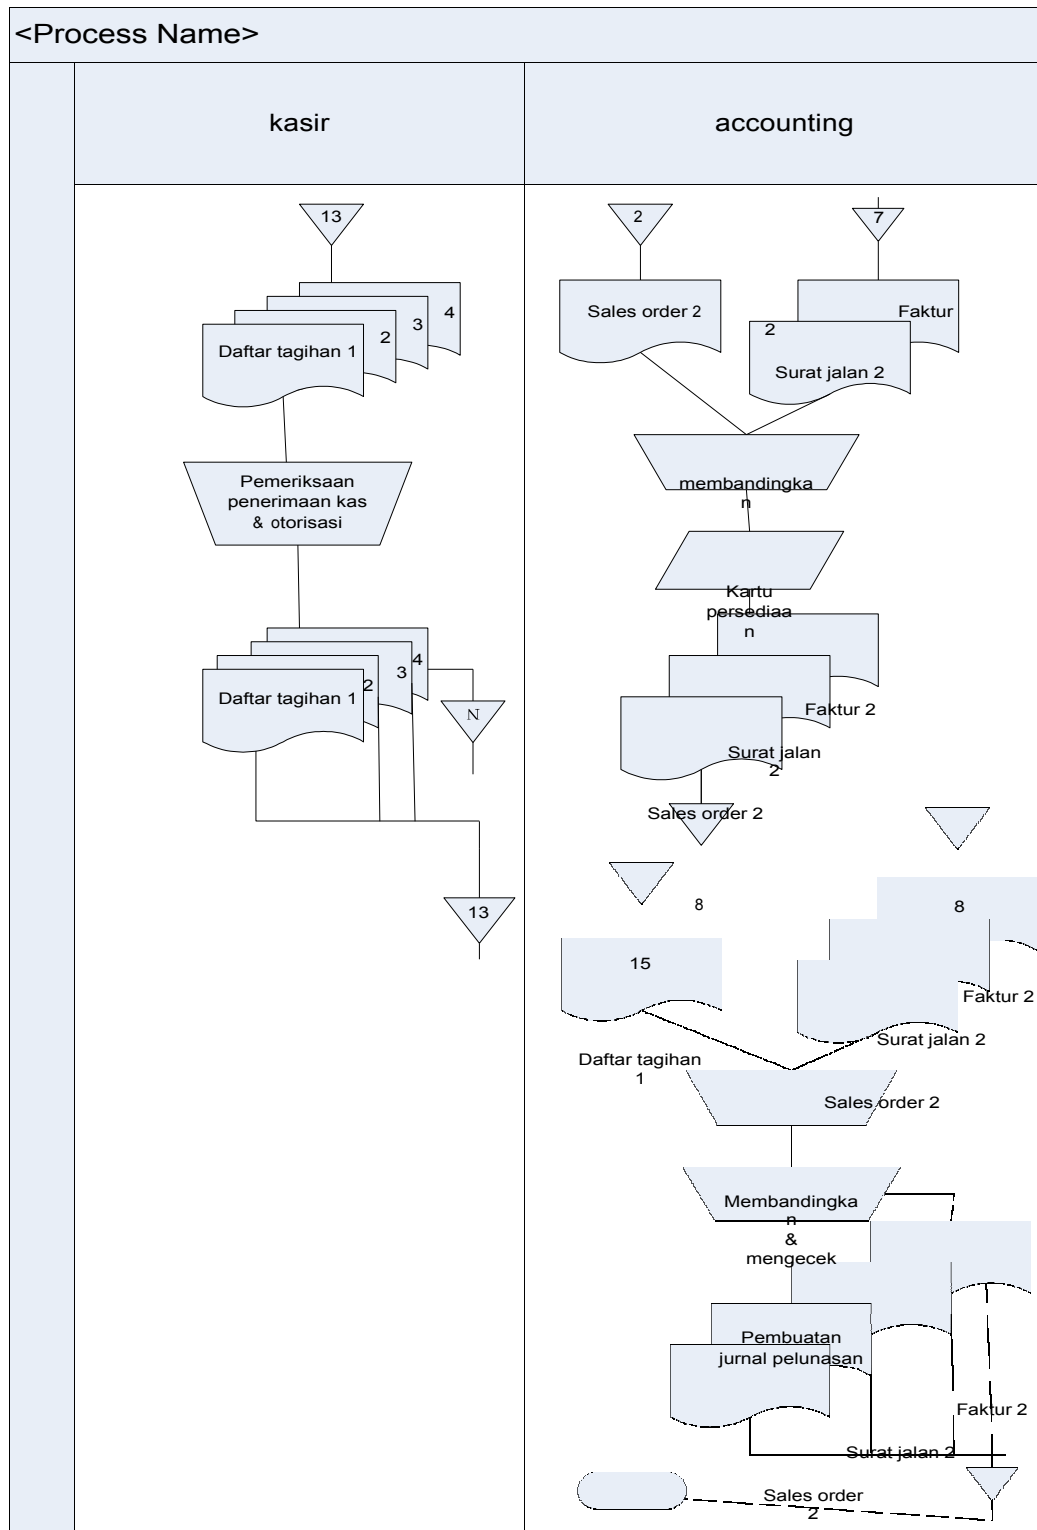 <Process Name>
kasir
accounting
13
4
3
2
Daftar tagihan 1
Pemeriksaan
penerimaan kas
& otorisasi
4
3
2
Daftar tagihan 1
N
13
2
7
Sales order 2
Faktur
2
Surat jalan 2
membandingka
n
Kartu
persediaa
n
Faktur 2
Surat jalan
2
Sales order 2
8
8
15
Faktur 2
Surat jalan 2
Daftar tagihan
1
Sales order 2
Membandingka
n
&
mengecek
Pembuatan
jurnal pelunasan
Faktur 2
Surat jalan 2
Sales order
2